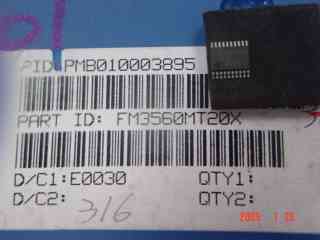 PID PMB010003895
PART ID: FM3560MT20X
D/C1:E0030 QTY1:
D/C2: 316 QTY2: